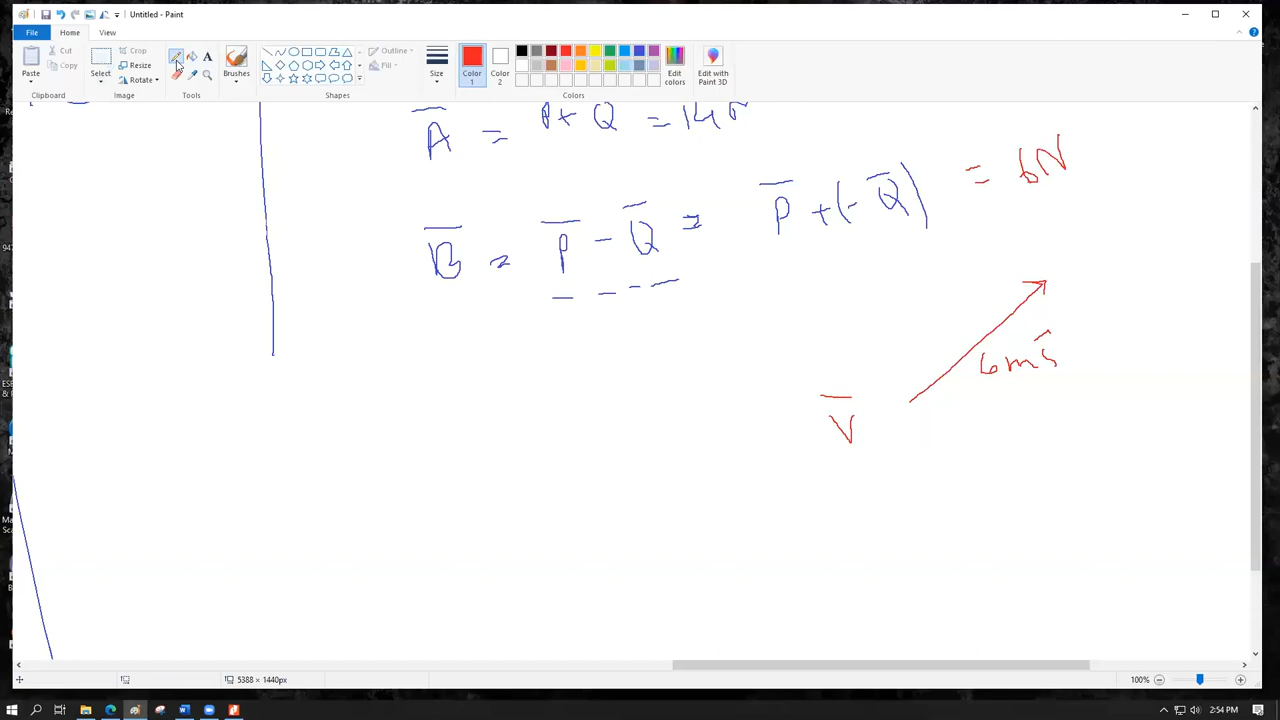 Untitled - Paint
File Home View
Paste
Cut
Copy
Clipboard
Select
Crop
Resize
Rotate
Image
A
Tools
Brushes
Shapes
Outline
Fill
Size
Color 1
Color 2
Edit colors
Edit with Paint 3D
Colors
A̅ = P + Q = 14
B̅ = P̅ - Q̅ = P̅ + (- Q̅) = 6N
6 m s̄
V̅
5388 × 1440px
100%
2:54 PM